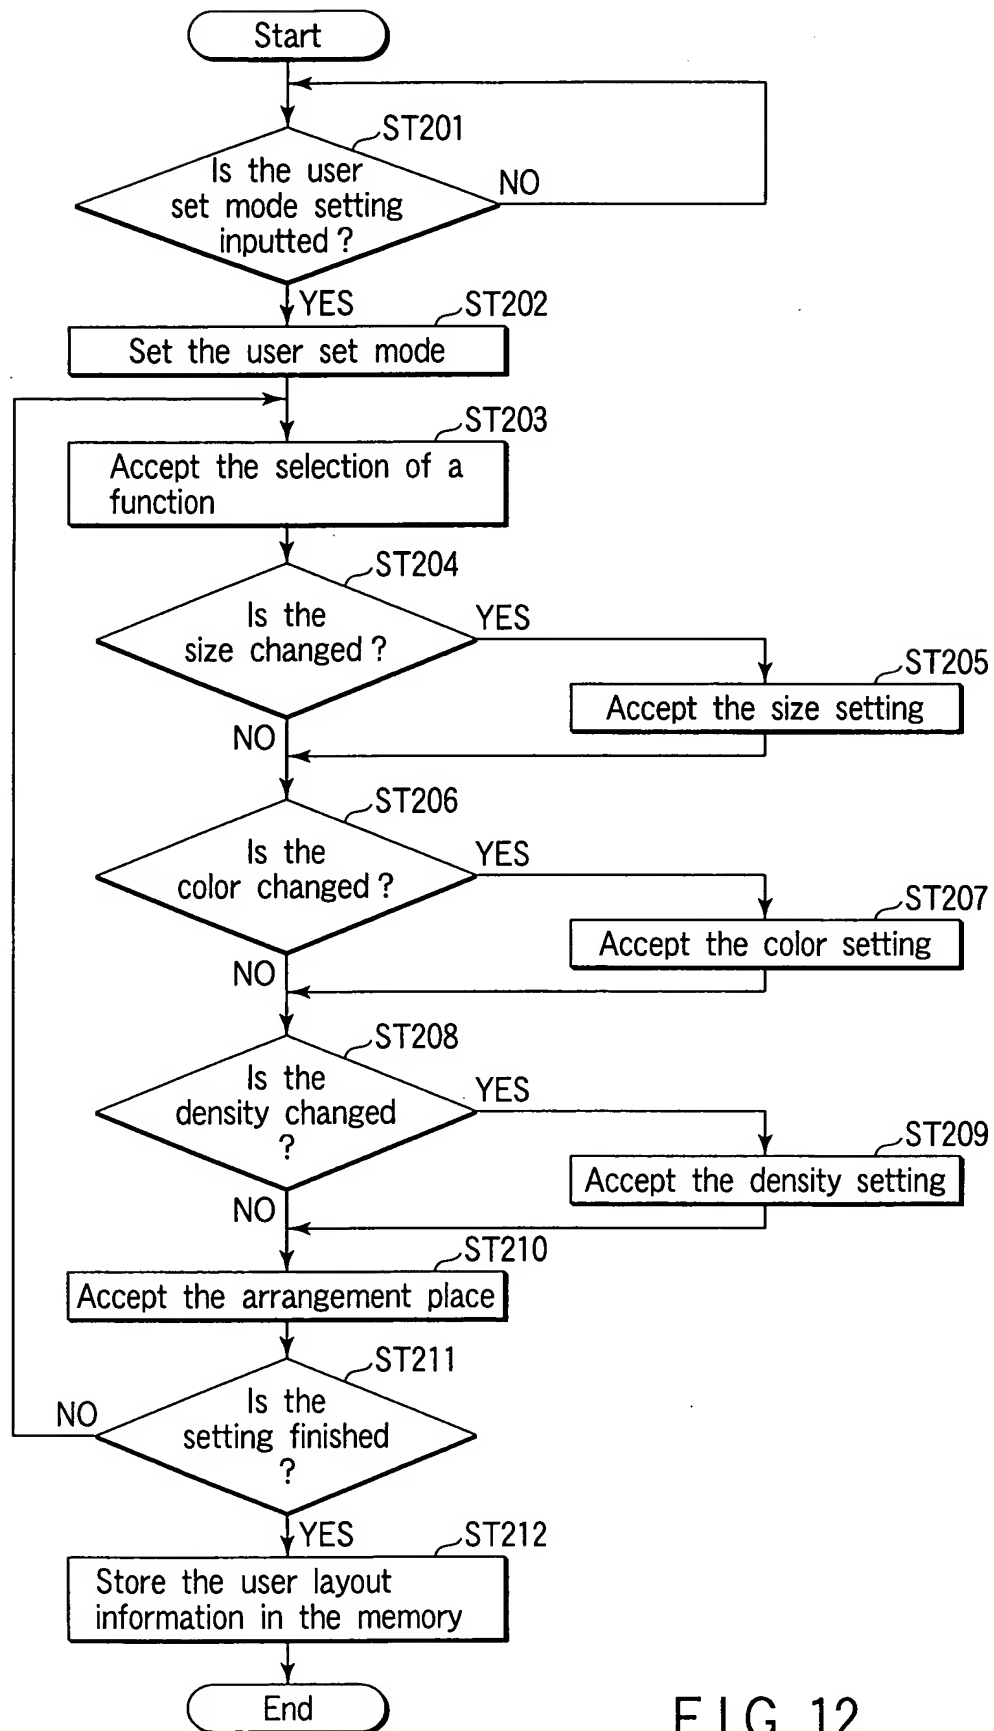 Start
ST201
Is the user
set mode setting
inputted ?
NO
YES
ST202
Set the user set mode
ST203
Accept the selection of a
function
ST204
Is the
size changed ?
YES
ST205
Accept the size setting
NO
ST206
Is the
color changed ?
YES
ST207
Accept the color setting
NO
ST208
Is the
density changed
?
YES
ST209
Accept the density setting
NO
ST210
Accept the arrangement place
ST211
Is the
setting finished
?
NO
YES
ST212
Store the user layout
information in the memory
End
FIG. 12